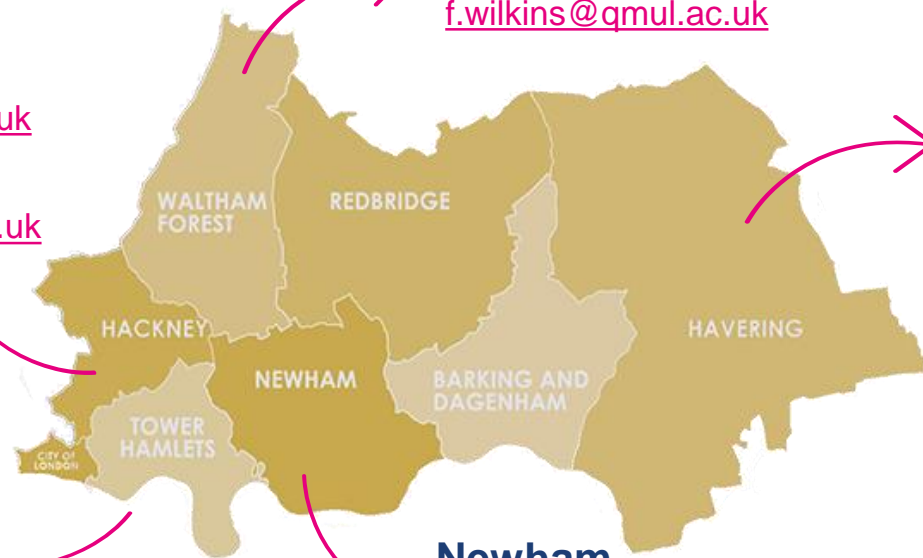 f.wilkins@qmul.ac.uk
uk
.uk
WALTHAM
FOREST
REDBRIDGE
HACKNEY
HAVERING
NEWHAM
BARKING AND
DAGENHAM
TOWER
HAMLETS
CITY OF
LONDON
Newham